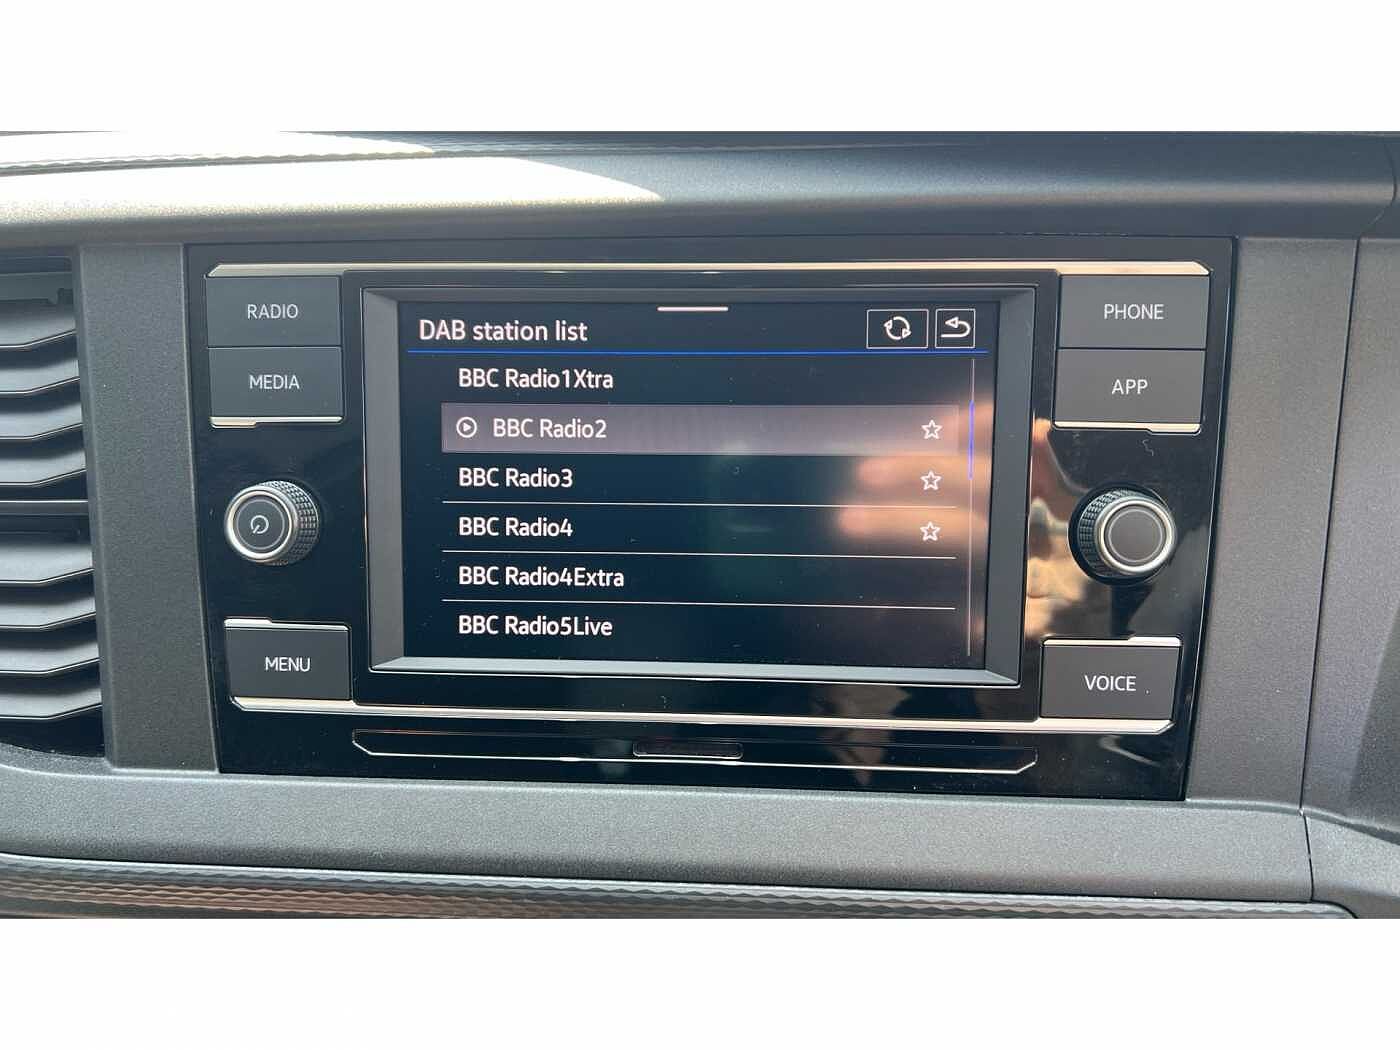 RADIO
MEDIA
MENU
DAB station list
BBC Radio1Xtra
BBC Radio2
BBC Radio3
BBC Radio4
BBC Radio4Extra
BBC Radio5Live
PHONE
APP
VOICE